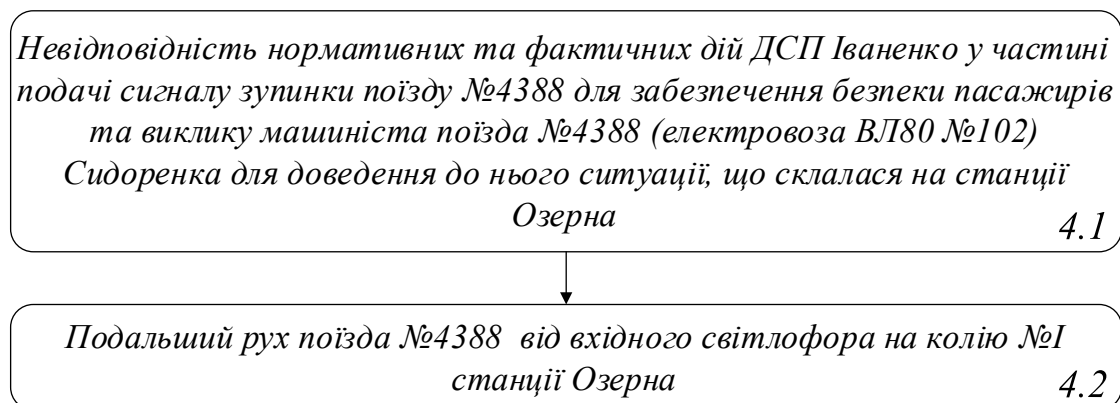 Невідповідність нормативних та фактичних дій ДСП Іваненко у частині
подачі сигналу зупинки поїзду №4388 для забезпечення безпеки пасажирів
та виклику машиніста поїзда №4388 (електровоза ВЛ80 №102)
Сидоренка для доведення до нього ситуації, що склалася на станції
Озерна
4.1
Подальший рух поїзда №4388 від вхідного світлофора на колію №І
станції Озерна
4.2